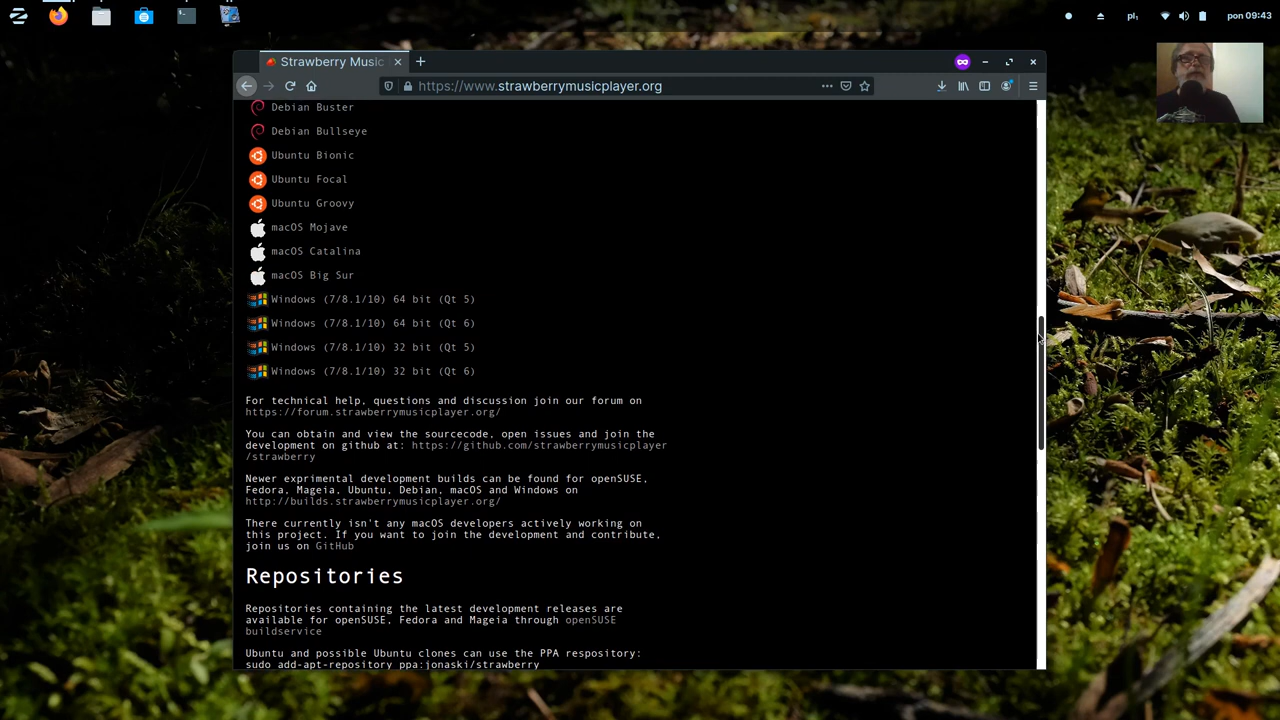 pl₁
pon 09:43
Strawberry Music
https://www.strawberrymusicplayer.org
Debian Buster
Debian Bullseye
Ubuntu Bionic
Ubuntu Focal
Ubuntu Groovy
macOS Mojave
macOS Catalina
macOS Big Sur
Windows (7/8.1/10) 64 bit (Qt 5)
Windows (7/8.1/10) 64 bit (Qt 6)
Windows (7/8.1/10) 32 bit (Qt 5)
Windows (7/8.1/10) 32 bit (Qt 6)
For technical help, questions and discussion join our forum on
https://forum.strawberrymusicplayer.org/
You can obtain and view the sourcecode, open issues and join the
development on github at: https://github.com/strawberrymusicplayer
/strawberry
Newer exprimental development builds can be found for openSUSE,
Fedora, Mageia, Ubuntu, Debian, macOS and Windows on
http://builds.strawberrymusicplayer.org/
There currently isn't any macOS developers actively working on
this project. If you want to join the development and contribute,
join us on GitHub
Repositories
Repositories containing the latest development releases are
available for openSUSE, Fedora and Mageia through openSUSE
buildservice
Ubuntu and possible Ubuntu clones can use the PPA respository:
sudo add-apt-repository ppa:jonaski/strawberry